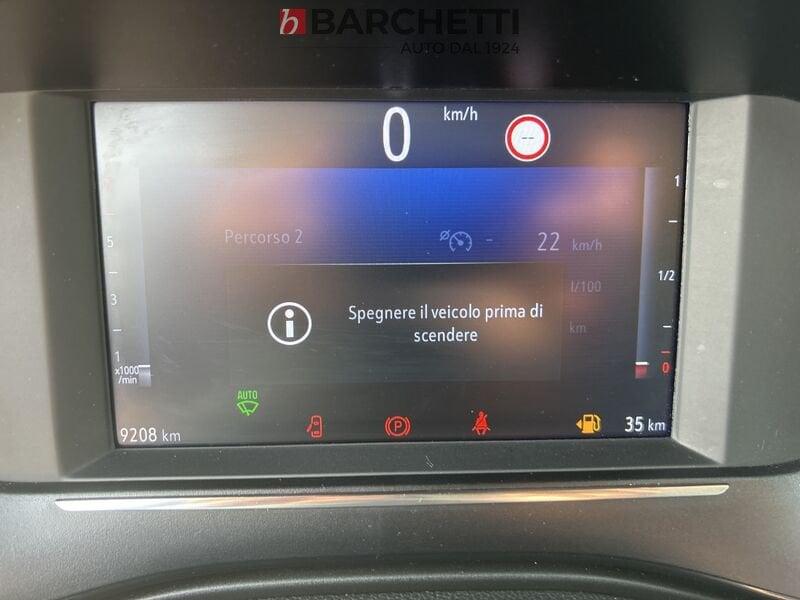 b BARCHETTI
AUTO DAL 1924
0 km/h --
Percorso 2
Ø - 22 km/h
l/100
km
Spegnere il veicolo prima di
scendere
5
3
1
x1000
/min
1
1/2
0
AUTO
P
9208 km
35 km